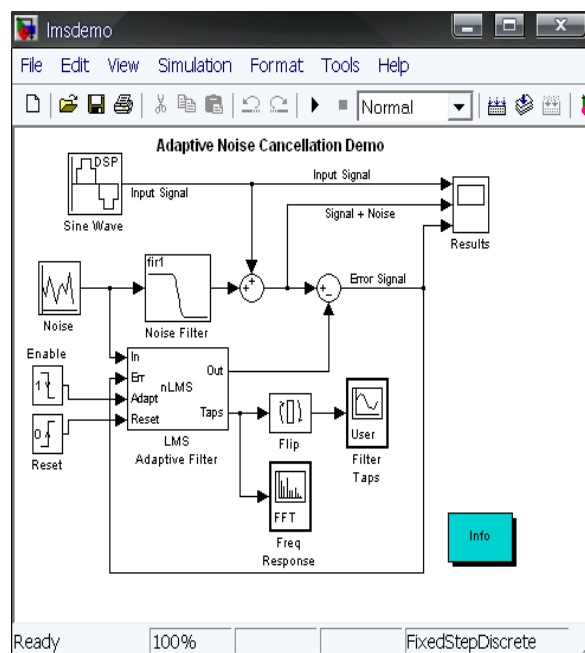 lmsdemo
File Edit View Simulation Format Tools Help
Normal
Adaptive Noise Cancellation Demo
DSP
Input Signal
Input Signal
Sine Wave
Signal + Noise
Results
fir1
Error Signal
Noise
Noise Filter
Enable
In
Err
nLMS
Out
1
Adapt
Taps
Reset
0
Reset
LMS
Adaptive Filter
Flip
User
Filter
Taps
FFT
Freq
Response
Info
Ready 100% FixedStepDiscrete